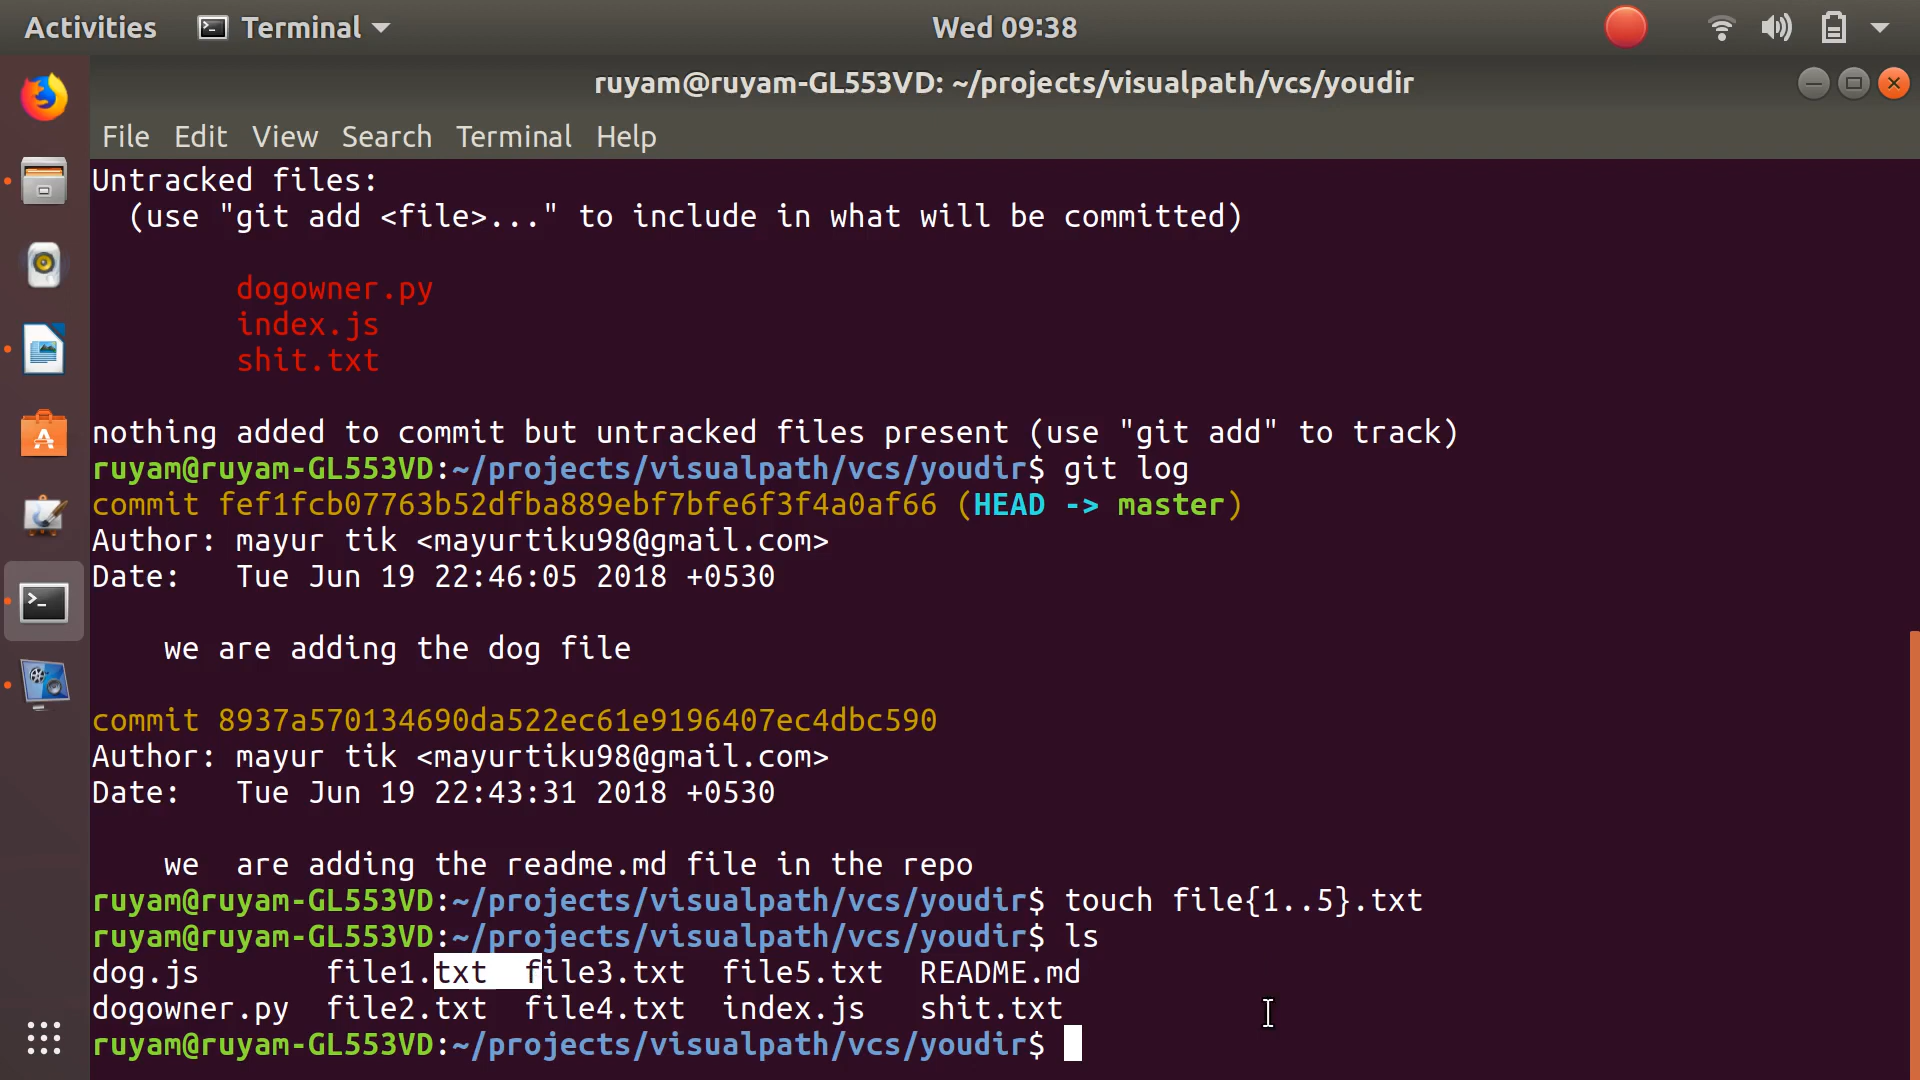 Activities Terminal Wed 09:38
ruyam@ruyam-GL553VD: ~/projects/visualpath/vcs/youdir
File Edit View Search Terminal Help
Untracked files:
  (use "git add <file>..." to include in what will be committed)
dogowner.py
index.js
shit.txt
nothing added to commit but untracked files present (use "git add" to track)
ruyam@ruyam-GL553VD:~/projects/visualpath/vcs/youdir$ git log
commit fef1fcb07763b52dfba889ebf7bfe6f3f4a0af66 (HEAD -> master)
Author: mayur tik <mayurtiku98@gmail.com>
Date:   Tue Jun 19 22:46:05 2018 +0530
    we are adding the dog file
commit 8937a570134690da522ec61e9196407ec4dbc590
Author: mayur tik <mayurtiku98@gmail.com>
Date:   Tue Jun 19 22:43:31 2018 +0530
    we  are adding the readme.md file in the repo
ruyam@ruyam-GL553VD:~/projects/visualpath/vcs/youdir$ touch file{1..5}.txt
ruyam@ruyam-GL553VD:~/projects/visualpath/vcs/youdir$ ls
dog.js       file1.txt  file3.txt  file5.txt  README.md
dogowner.py  file2.txt  file4.txt  index.js   shit.txt
ruyam@ruyam-GL553VD:~/projects/visualpath/vcs/youdir$